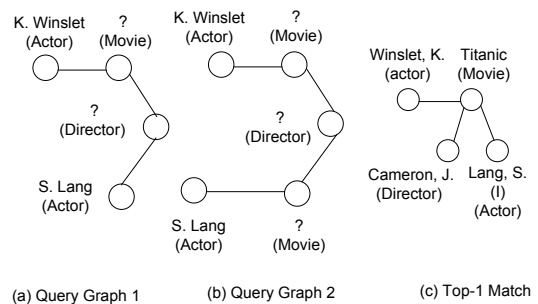 K. Winslet
(Actor)
?
(Movie)
?
(Director)
S. Lang
(Actor)
(a) Query Graph 1
K. Winslet
(Actor)
?
(Movie)
?
(Director)
S. Lang
(Actor)
?
(Movie)
(b) Query Graph 2
Winslet, K.
(actor)
Titanic
(Movie)
Cameron, J.
(Director)
Lang, S.
(I)
(Actor)
(c) Top-1 Match